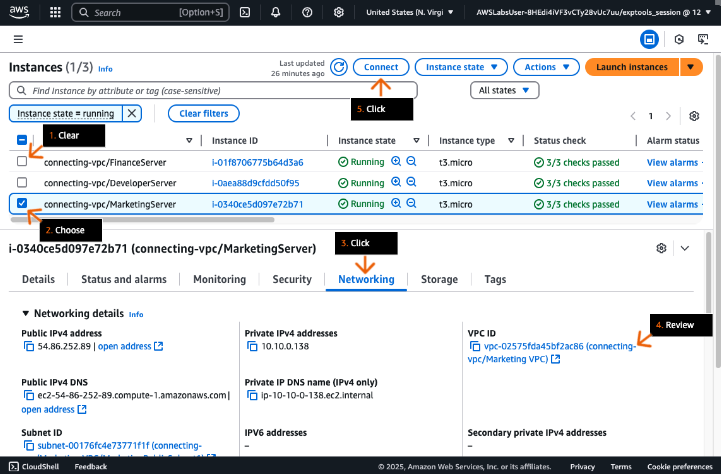 aws
Search [Option+S] United States (N. Virgi AWSLabsUser-8HEdi4iVF3vCTy28vUc7uu/exptools_session @ 12
Instances (1/3) Info
Last updated
26 minutes ago
Connect Instance state Actions Launch instances
Find Instance by attribute or tag (case-sensitive) All states
Instance state = running Clear filters
5. Click
1
1. Clear
Instance ID Instance state Instance type Status check Alarm status
connecting-vpc/FinanceServer i-01f8706775b64d3a6 Running t3.micro 3/3 checks passed View alarms
connecting-vpc/DeveloperServer i-0aea88d9cfdd50f95 Running t3.micro 3/3 checks passed View alarms
connecting-vpc/MarketingServer i-0340ce5d097e72b71 Running t3.micro 3/3 checks passed View alarms
2. Choose
3. Click
i-0340ce5d097e72b71 (connecting-vpc/MarketingServer)
Details Status and alarms Monitoring Security Networking Storage Tags
Networking details Info
4. Review
Public IPv4 address
54.86.252.89 | open address
Private IPv4 addresses
10.10.0.138
VPC ID
vpc-02575fda45bf2ac86 (connecting-
vpc/Marketing VPC)
Public IPv4 DNS
ec2-54-86-252-89.compute-1.amazonaws.com |
open address
Private IP DNS name (IPv4 only)
ip-10-10-0-138.ec2.internal
Subnet ID
subnet-00176fc4e73771f1f (connecting-
IPV6 addresses
–
Secondary private IPv4 addresses
–
CloudShell Feedback © 2025, Amazon Web Services, Inc. or its affiliates. Privacy Terms Cookie preferences